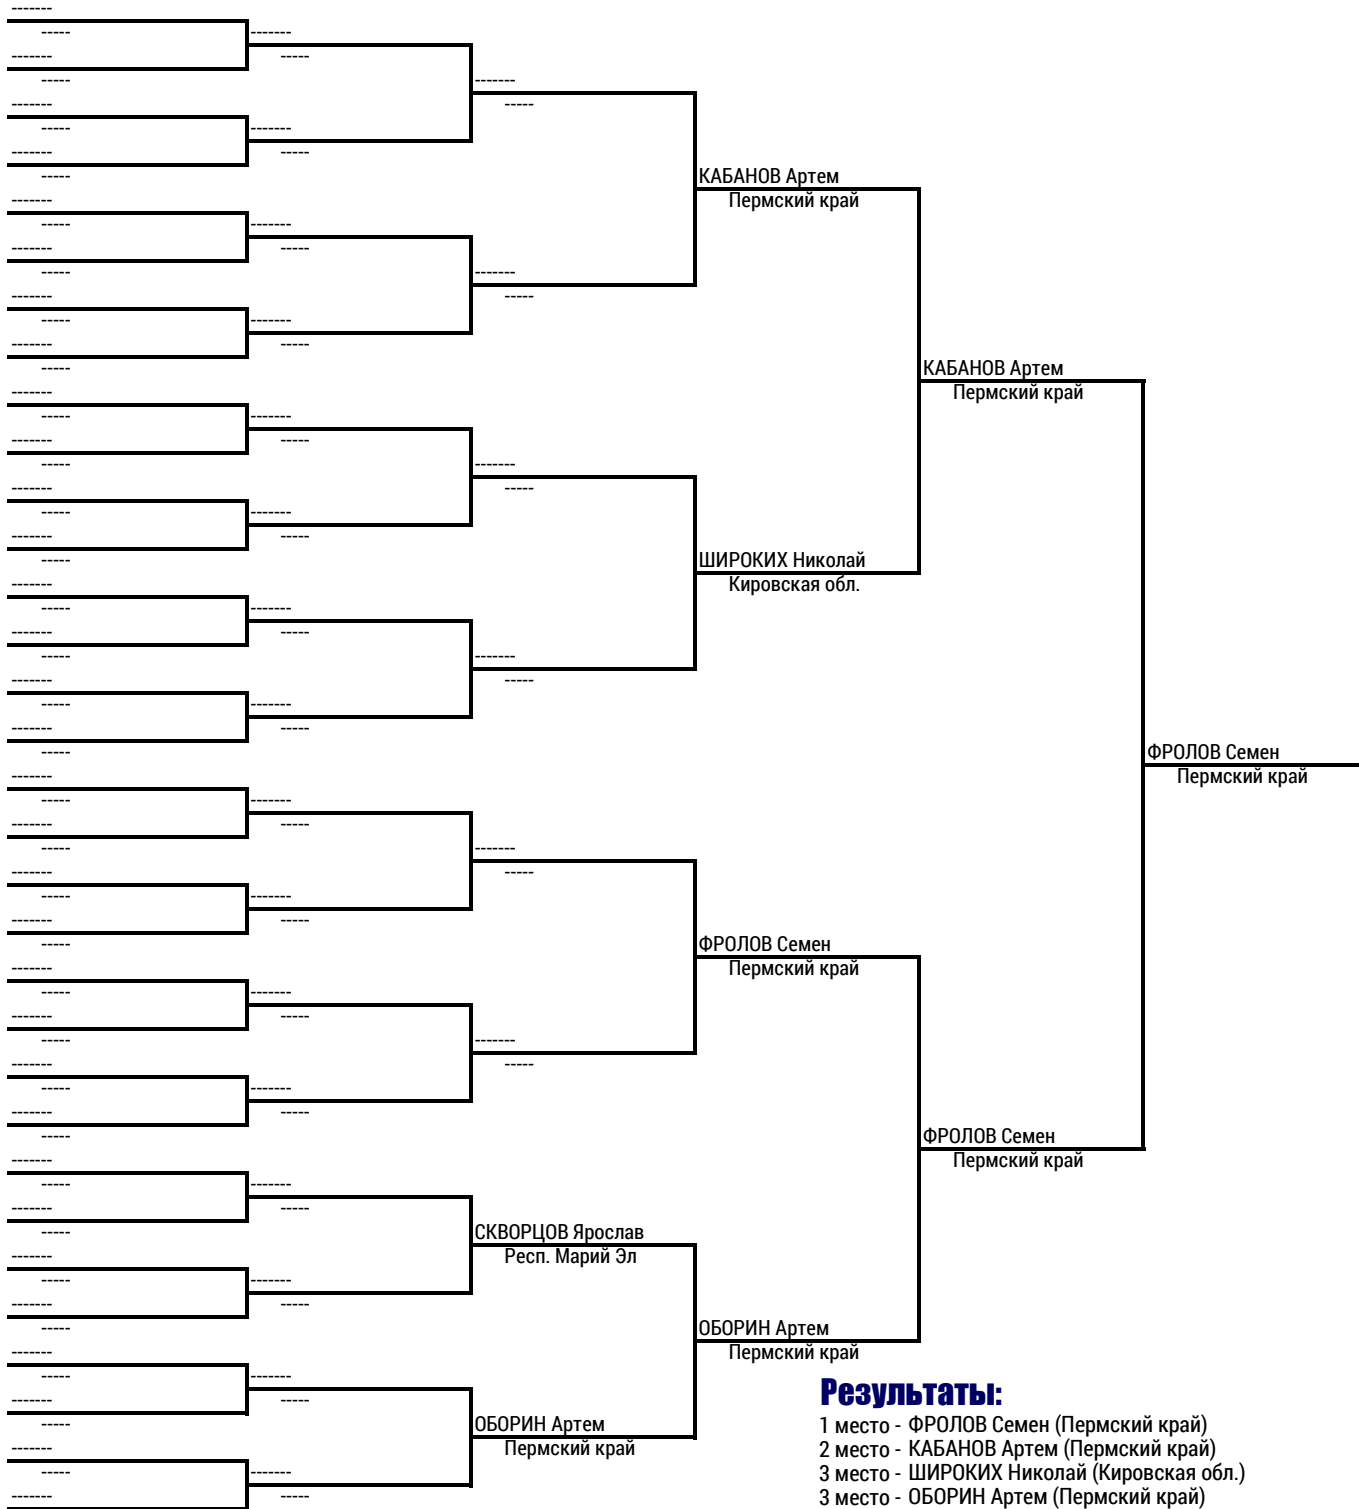 КАБАНОВ Артем
Пермский край
КАБАНОВ Артем
Пермский край
ШИРОКИХ Николай
Кировская обл.
ФРОЛОВ Семен
Пермский край
ФРОЛОВ Семен
Пермский край
ФРОЛОВ Семен
Пермский край
СКВОРЦОВ Ярослав
Респ. Марий Эл
ОБОРИН Артем
Пермский край
ОБОРИН Артем
Пермский край
Результаты:
1 место - ФРОЛОВ Семен (Пермский край)
2 место - КАБАНОВ Артем (Пермский край)
3 место - ШИРОКИХ Николай (Кировская обл.)
3 место - ОБОРИН Артем (Пермский край)